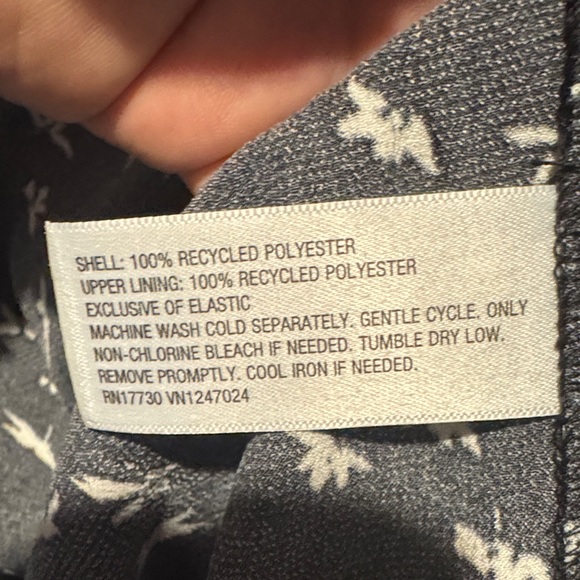 SHELL: 100% RECYCLED POLYESTER
UPPER LINING: 100% RECYCLED POLYESTER
EXCLUSIVE OF ELASTIC
MACHINE WASH COLD SEPARATELY. GENTLE CYCLE. ONLY
NON-CHLORINE BLEACH IF NEEDED. TUMBLE DRY LOW.
REMOVE PROMPTLY. COOL IRON IF NEEDED.
RN17730 VN1247024